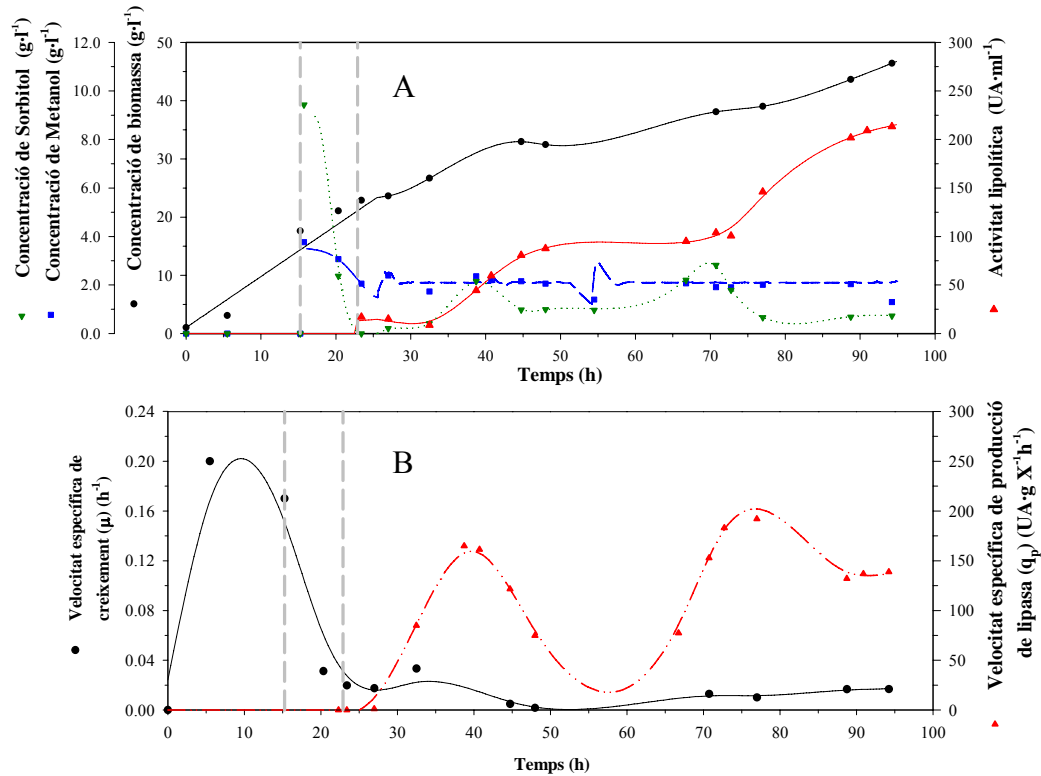 Concentració de Sorbitol (g·l⁻¹)
Concentració de Metanol (g·l⁻¹)
Concentració de biomassa (g·l⁻¹)
12.0
10.0
8.0
6.0
4.0
2.0
0.0
50
40
30
20
10
0
A
300
250
200
150
100
50
0
Activitat lipolítica (UA·ml⁻¹)
0 10 20 30 40 50 60 70 80 90 100
Temps (h)
Velocitat específica de
creixement (μ) (h⁻¹)
0.24
0.20
0.16
0.12
0.08
0.04
0.00
B
300
250
200
150
100
50
0
Velocitat específica de producció
de lipasa (qₚ) (UA·g X⁻¹h⁻¹)
0 10 20 30 40 50 60 70 80 90 100
Temps (h)